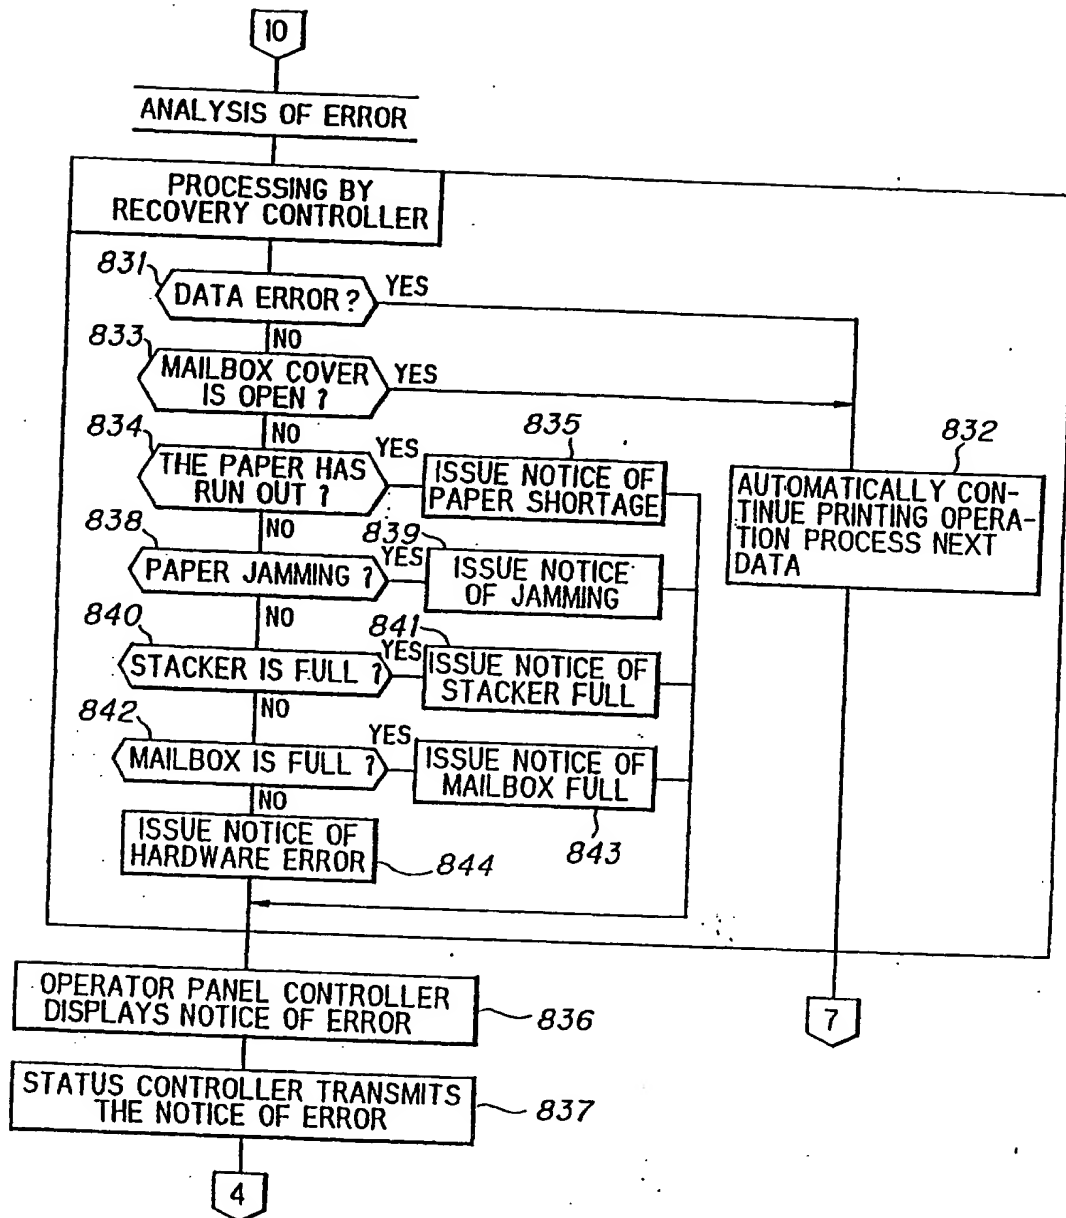 10
ANALYSIS OF ERROR
PROCESSING BY
RECOVERY CONTROLLER
831
DATA ERROR?
YES
NO
833
MAILBOX COVER
IS OPEN ?
YES
NO
834
THE PAPER HAS
RUN OUT ?
YES
835
ISSUE NOTICE OF
PAPER SHORTAGE
832
AUTOMATICALLY CON-
TINUE PRINTING OPERA-
TION PROCESS NEXT
DATA
NO
838
PAPER JAMMING ?
YES
839
ISSUE NOTICE
OF JAMMING
NO
840
STACKER IS FULL ?
YES
841
ISSUE NOTICE OF
STACKER FULL
NO
842
MAILBOX IS FULL ?
YES
ISSUE NOTICE OF
MAILBOX FULL
843
NO
ISSUE NOTICE OF
HARDWARE ERROR
844
OPERATOR PANEL CONTROLLER
DISPLAYS NOTICE OF ERROR
836
7
STATUS CONTROLLER TRANSMITS
THE NOTICE OF ERROR
837
4